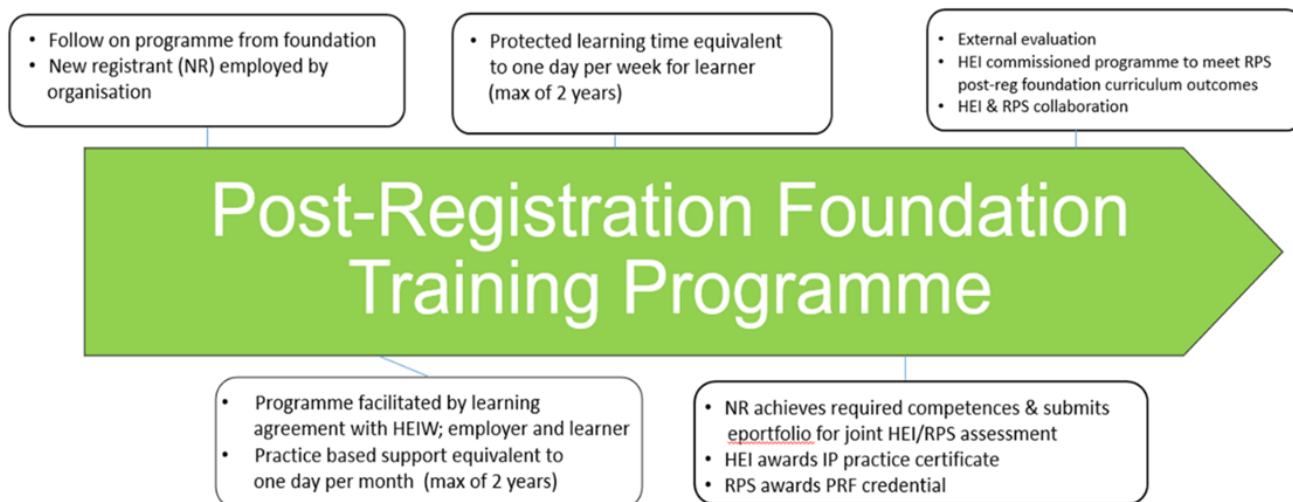 • Follow on programme from foundation
• New registrant (NR) employed by
organisation
• Protected learning time equivalent
to one day per week for learner
(max of 2 years)
• External evaluation
• HEI commissioned programme to meet RPS
post-reg foundation curriculum outcomes
• HEI & RPS collaboration
Post-Registration Foundation
Training Programme
• Programme facilitated by learning
agreement with HEIW; employer and learner
• Practice based support equivalent to
one day per month (max of 2 years)
• NR achieves required competences & submits
eportfolio for joint HEI/RPS assessment
• HEI awards IP practice certificate
• RPS awards PRF credential